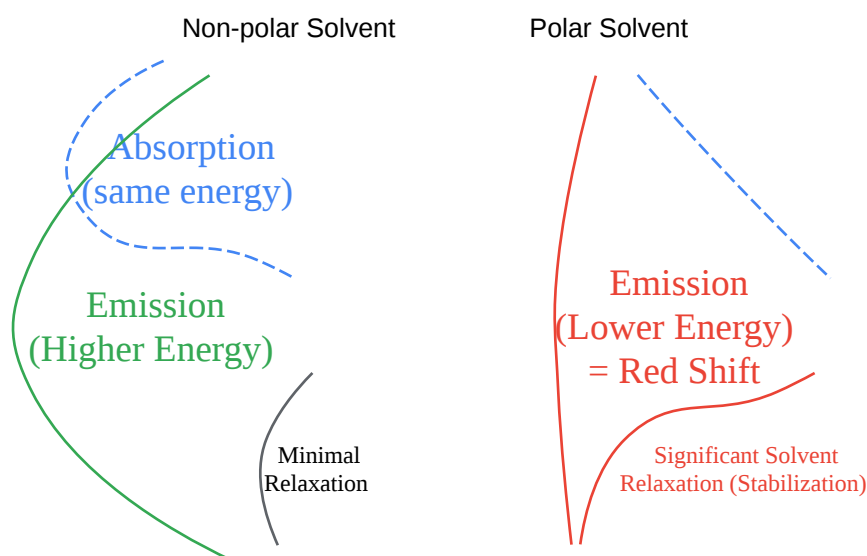 Non-polar Solvent
Polar Solvent
Absorption
(same energy)
Emission
(Higher Energy)
Minimal
Relaxation
Emission
(Lower Energy)
= Red Shift
Significant Solvent
Relaxation (Stabilization)